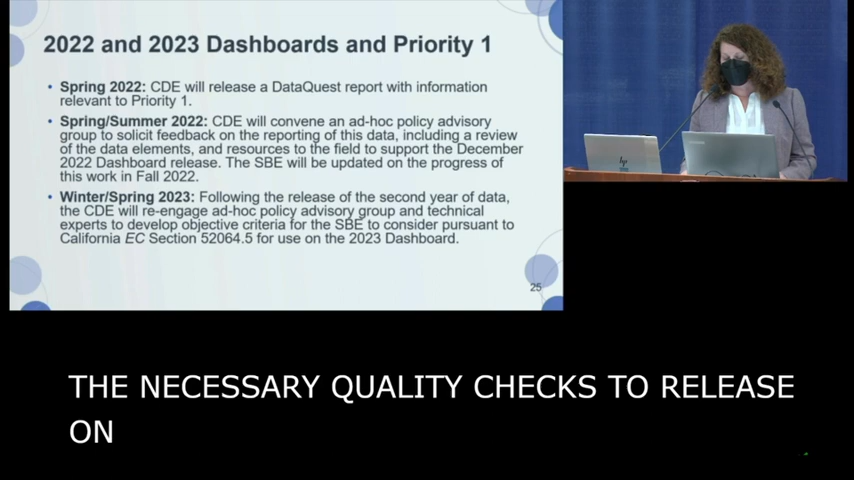 2022 and 2023 Dashboards and Priority 1
• Spring 2022: CDE will release a DataQuest report with information
relevant to Priority 1.
• Spring/Summer 2022: CDE will convene an ad-hoc policy advisory
group to solicit feedback on the reporting of this data, including a review
of the data elements, and resources to the field to support the December
2022 Dashboard release. The SBE will be updated on the progress of
this work in Fall 2022.
• Winter/Spring 2023: Following the release of the second year of data,
the CDE will re-engage ad-hoc policy advisory group and technical
experts to develop objective criteria for the SBE to consider pursuant to
California EC Section 52064.5 for use on the 2023 Dashboard.
25
hp
THE NECESSARY QUALITY CHECKS TO RELEASE
ON